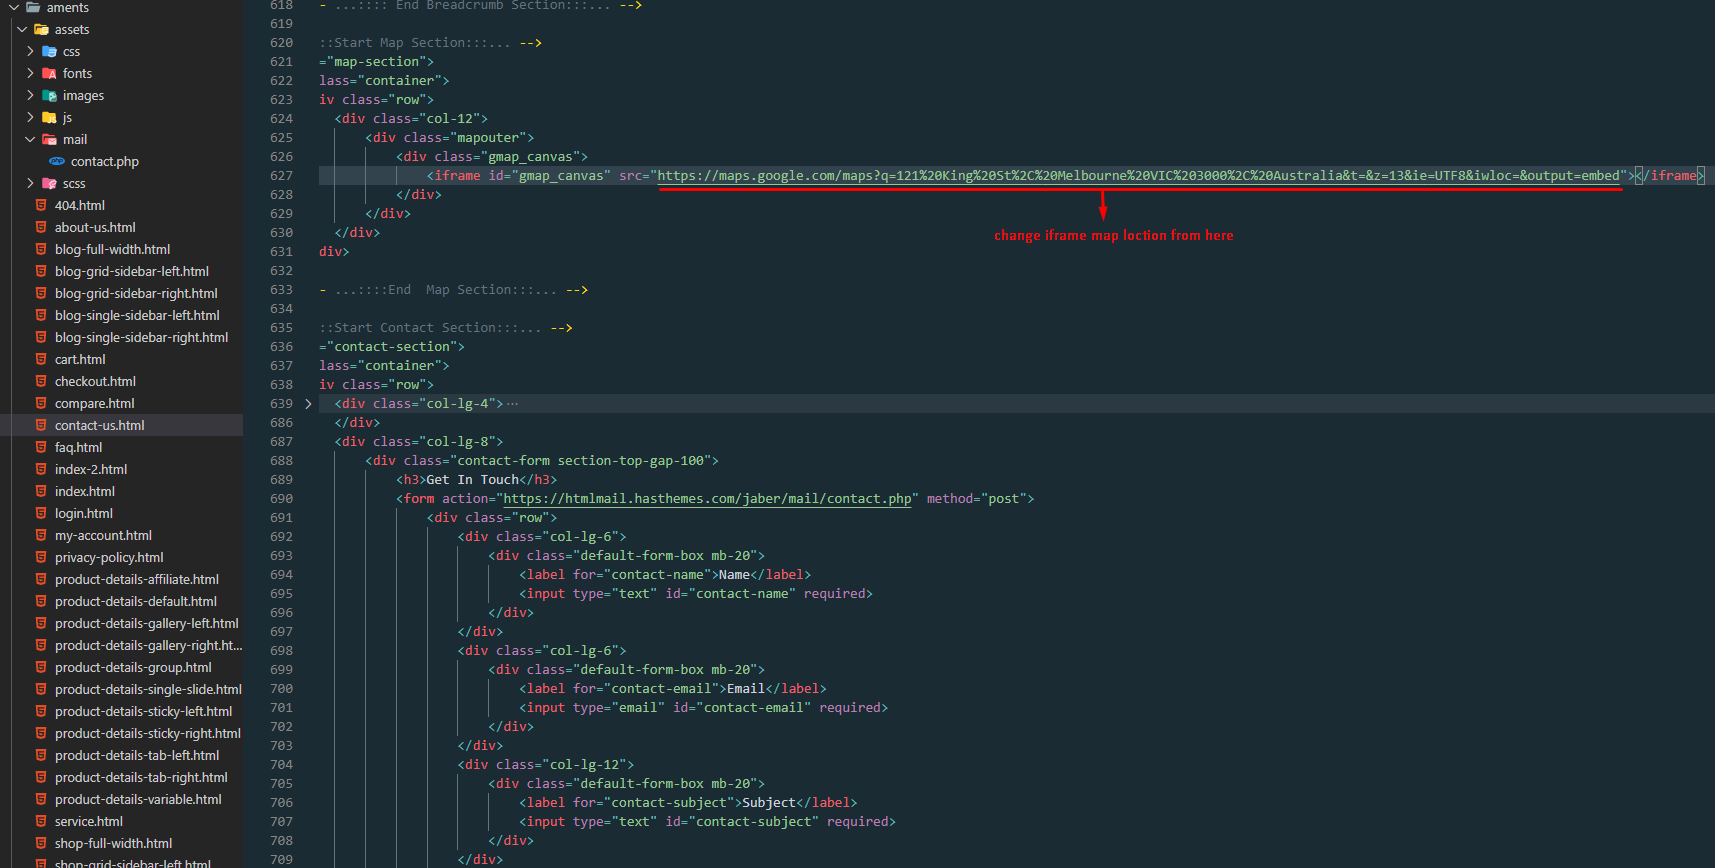 aments
assets
css
fonts
images
js
mail
contact.php
scss
404.html
about-us.html
blog-full-width.html
blog-grid-sidebar-left.html
blog-grid-sidebar-right.html
blog-single-sidebar-left.html
blog-single-sidebar-right.html
cart.html
checkout.html
compare.html
contact-us.html
faq.html
index-2.html
index.html
login.html
my-account.html
privacy-policy.html
product-details-affiliate.html
product-details-default.html
product-details-gallery-left.html
product-details-gallery-right.ht...
product-details-group.html
product-details-single-slide.html
product-details-sticky-left.html
product-details-sticky-right.html
product-details-tab-left.html
product-details-tab-right.html
product-details-variable.html
service.html
shop-full-width.html
shop-grid-sidebar-left.html
618 - ...:::: End Breadcrumb Section:::... -->
619
620 ::Start Map Section:::... -->
621 ="map-section">
622 lass="container">
623 iv class="row">
624 <div class="col-12">
625 <div class="mapouter">
626 <div class="gmap_canvas">
627 <iframe id="gmap_canvas" src="https://maps.google.com/maps?q=121%20King%20St%2C%20Melbourne%20VIC%203000%2C%20Australia&t=&z=13&ie=UTF8&iwloc=&output=embed"></iframe>
628 </div>
629 </div>
630 </div>
change iframe map loction from here
631 div>
632
633 - ...::::End  Map Section:::... -->
634
635 ::Start Contact Section:::... -->
636 ="contact-section">
637 lass="container">
638 iv class="row">
639 <div class="col-lg-4">...
686 </div>
687 <div class="col-lg-8">
688 <div class="contact-form section-top-gap-100">
689 <h3>Get In Touch</h3>
690 <form action="https://htmlmail.hasthemes.com/jaber/mail/contact.php" method="post">
691 <div class="row">
692 <div class="col-lg-6">
693 <div class="default-form-box mb-20">
694 <label for="contact-name">Name</label>
695 <input type="text" id="contact-name" required>
696 </div>
697 </div>
698 <div class="col-lg-6">
699 <div class="default-form-box mb-20">
700 <label for="contact-email">Email</label>
701 <input type="email" id="contact-email" required>
702 </div>
703 </div>
704 <div class="col-lg-12">
705 <div class="default-form-box mb-20">
706 <label for="contact-subject">Subject</label>
707 <input type="text" id="contact-subject" required>
708 </div>
709 </div>